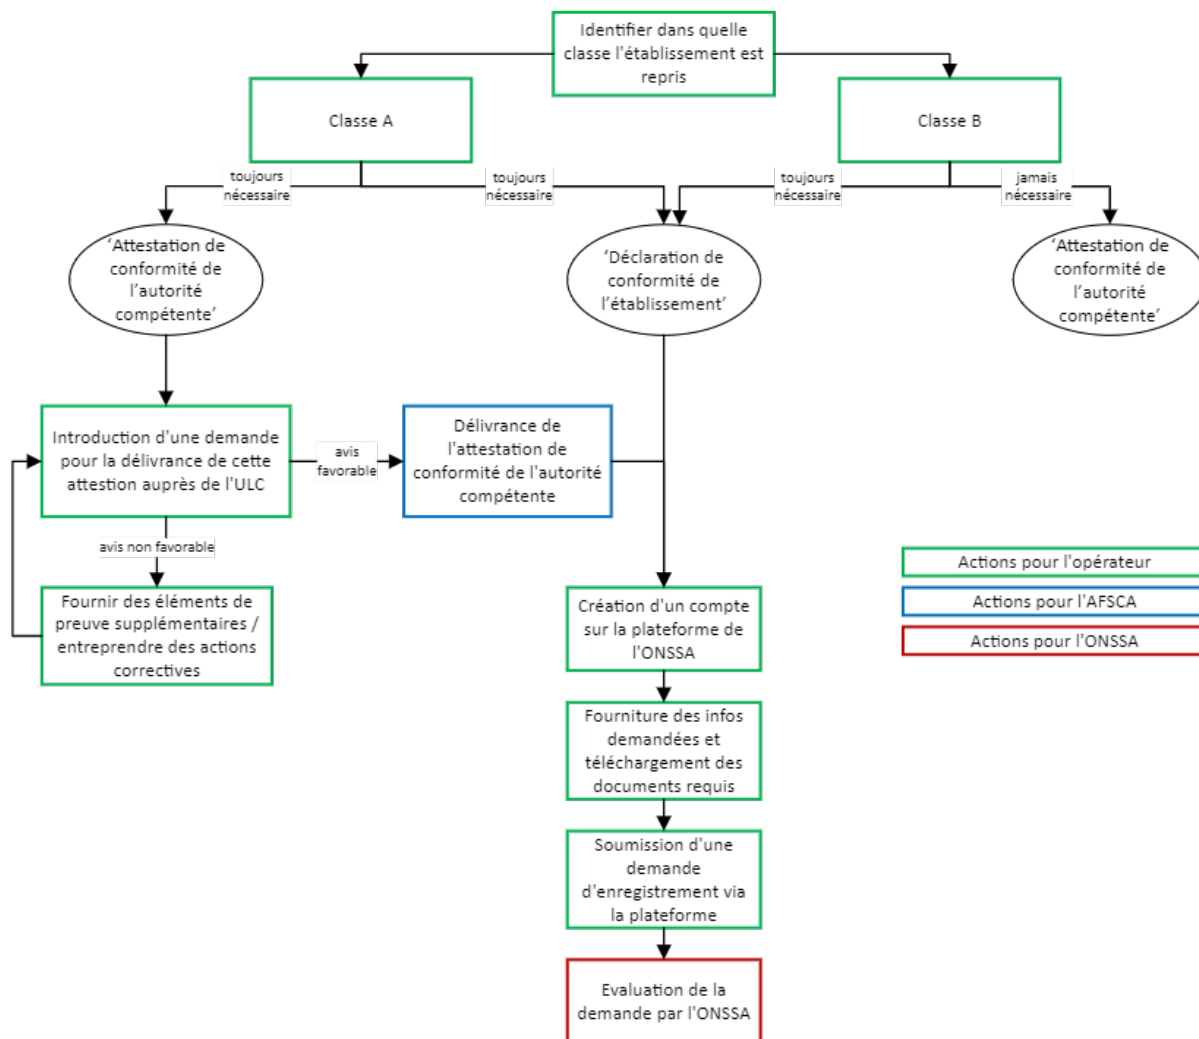 Identifier dans quelle
classe l'établissement est
repris
Classe A
Classe B
toujours
nécessaire
toujours
nécessaire
toujours
nécessaire
jamais
nécessaire
‘Attestation de
conformité de
l’autorité
compétente’
‘Déclaration de
conformité de
l’établissement’
‘Attestation de
conformité de
l’autorité
compétente’
Introduction d'une demande
pour la délivrance de cette
attestion auprès de l'ULC
avis
favorable
Délivrance de
l'attestation de
conformité de l'autorité
compétente
avis non favorable
Fournir des éléments de
preuve supplémentaires /
entreprendre des actions
correctives
Création d'un compte
sur la plateforme de
l'ONSSA
Fourniture des infos
demandées et
téléchargement des
documents requis
Soumission d'une
demande
d'enregistrement via
la plateforme
Evaluation de la
demande par l'ONSSA
Actions pour l'opérateur
Actions pour l'AFSCA
Actions pour l'ONSSA